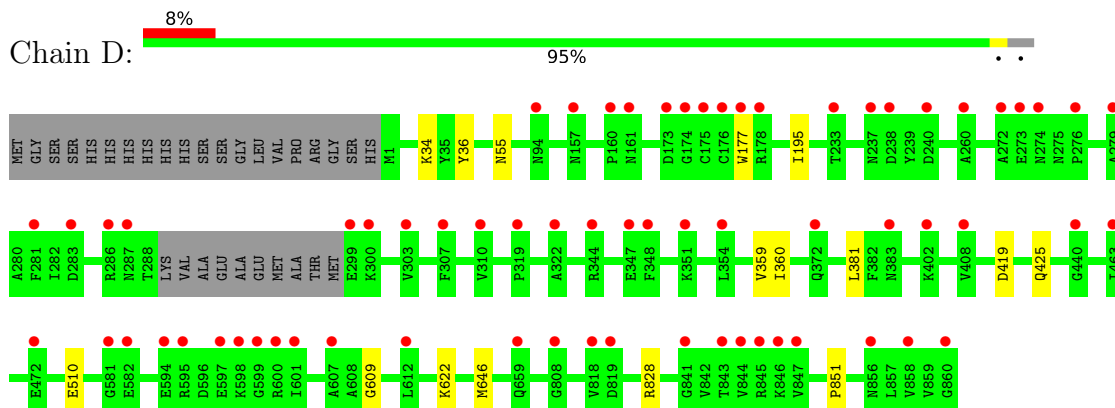 8%
Chain D:
95%
MET GLY SER SER HIS HIS HIS HIS HIS HIS SER SER GLY LEU VAL PRO ARG GLY SER HIS M1 K34 Y35 Y36 N55 N94 N157 P160 N161 D173 G174 C175 C176 W177 R178 I195 T233 N237 D238 Y239 D240 A260 A272 E273 N274 N275 P276 A279
A280 F281 I282 D283 R286 N287 T288 LYS VAL ALA GLU ALA GLU MET ALA THR MET E299 K300 V303 F307 V310 P319 A322 R344 E347 F348 K351 L354 V359 I360 Q372 L381 F382 N383 K402 V408 D419 Q425 G440 I463
E472 E510 G581 E582 E594 R595 D596 E597 K598 G599 R600 I601 A607 A608 G609 L612 K622 M646 Q659 G808 V818 D819 R828 G841 V842 T843 V844 R845 K846 V847 P851 N856 L857 V858 V859 G860